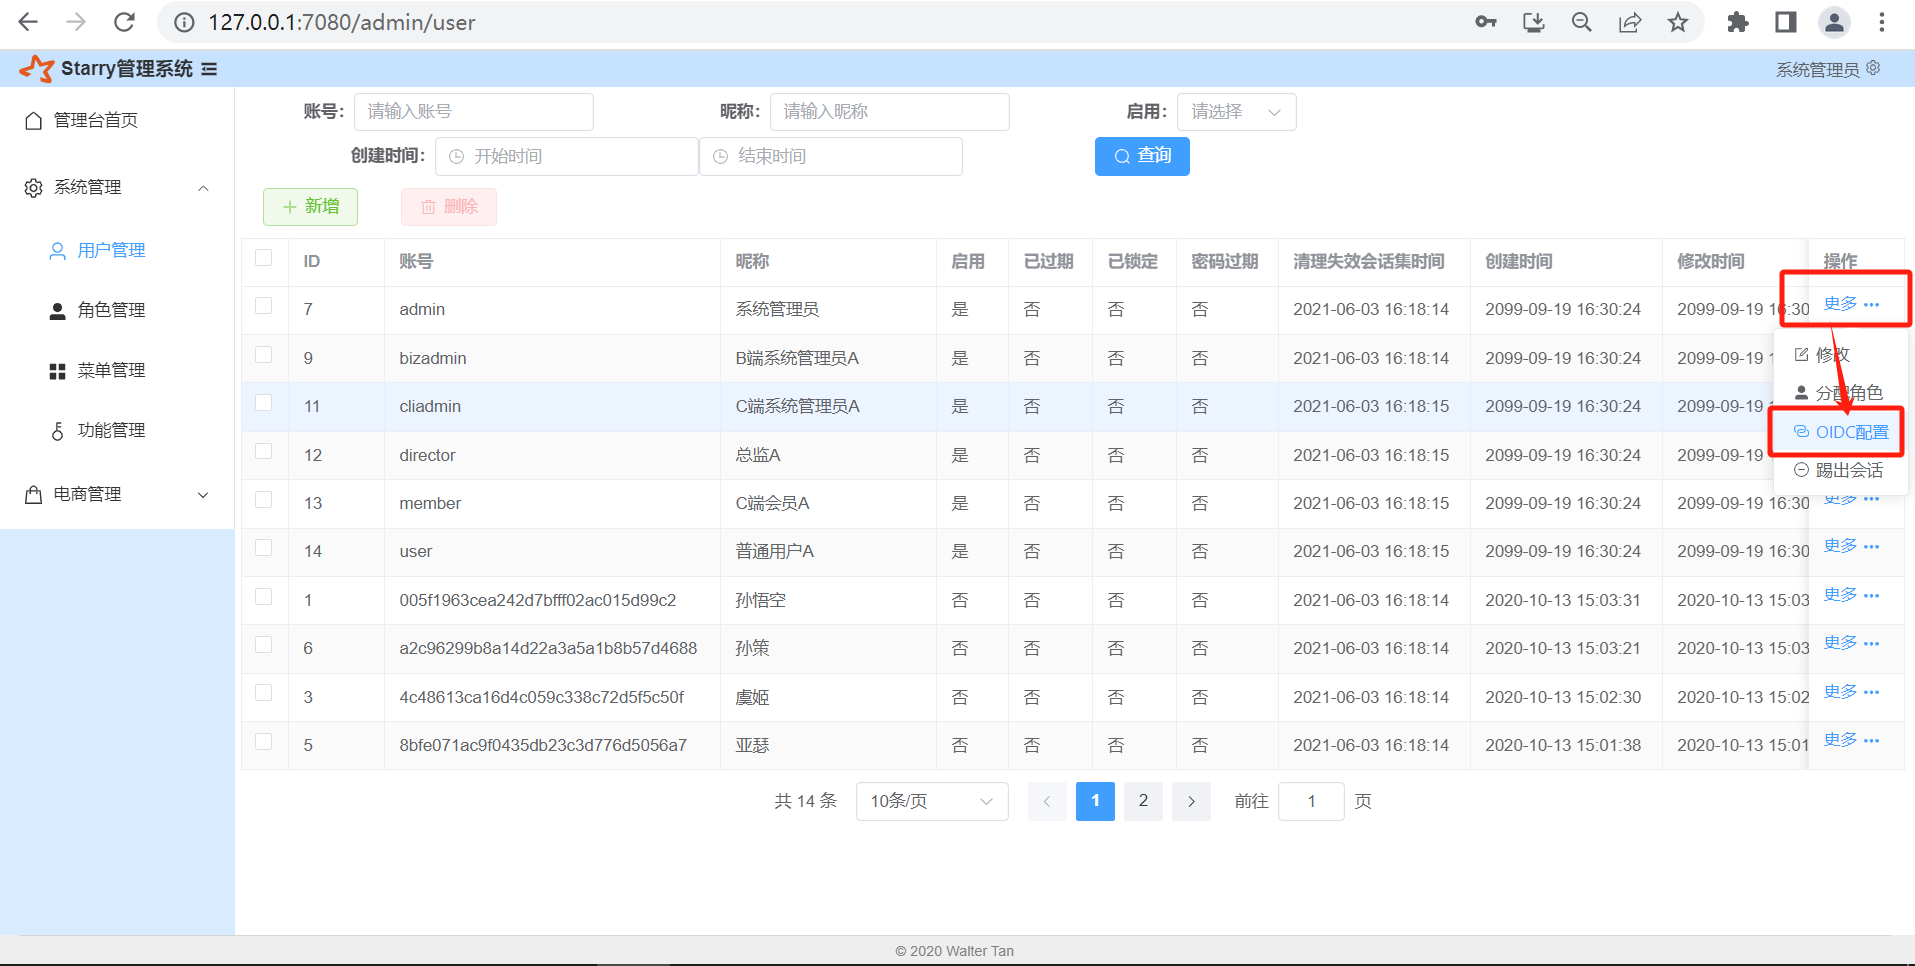 127.0.0.1:7080/admin/user
Starry管理系统
系统管理员
管理台首页
系统管理
用户管理
角色管理
菜单管理
功能管理
电商管理
账号: 请输入账号 昵称: 请输入昵称 启用: 请选择
创建时间: 开始时间 结束时间 查询
新增 删除
ID 账号 昵称 启用 已过期 已锁定 密码过期 清理失效会话集时间 创建时间 修改时间 操作
7 admin 系统管理员 是 否 否 否 2021-06-03 16:18:14 2099-09-19 16:30:24 2099-09-19 16:30 更多
9 bizadmin B端系统管理员A 是 否 否 否 2021-06-03 16:18:14 2099-09-19 16:30:24 2099-09-19
11 cliadmin C端系统管理员A 是 否 否 否 2021-06-03 16:18:15 2099-09-19 16:30:24 2099-09-19
12 director 总监A 是 否 否 否 2021-06-03 16:18:15 2099-09-19 16:30:24 2099-09-19
13 member C端会员A 是 否 否 否 2021-06-03 16:18:15 2099-09-19 16:30:24 2099-09-19 16:30 更多
14 user 普通用户A 是 否 否 否 2021-06-03 16:18:15 2099-09-19 16:30:24 2099-09-19 16:30 更多
1 005f1963cea242d7bfff02ac015d99c2 孙悟空 否 否 否 否 2021-06-03 16:18:14 2020-10-13 15:03:31 2020-10-13 15:03 更多
6 a2c96299b8a14d22a3a5a1b8b57d4688 孙策 否 否 否 否 2021-06-03 16:18:14 2020-10-13 15:03:21 2020-10-13 15:03 更多
3 4c48613ca16d4c059c338c72d5f5c50f 虞姬 否 否 否 否 2021-06-03 16:18:14 2020-10-13 15:02:30 2020-10-13 15:02 更多
5 8bfe071ac9f0435db23c3d776d5056a7 亚瑟 否 否 否 否 2021-06-03 16:18:14 2020-10-13 15:01:38 2020-10-13 15:01 更多
修改
分配角色
OIDC配置
踢出会话
共 14 条 10条/页 1 2 前往 1 页
© 2020 Walter Tan